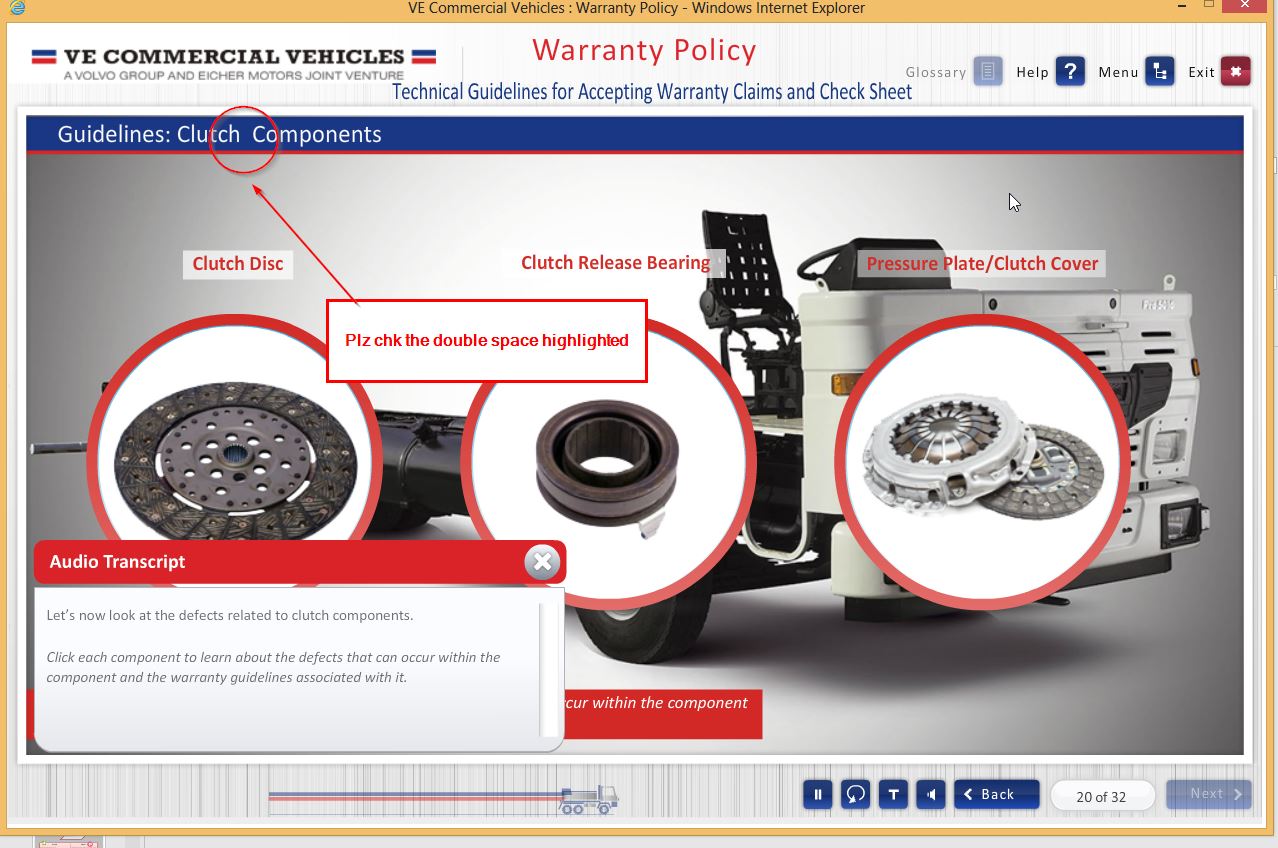 VE Commercial Vehicles : Warranty Policy - Windows Internet Explorer
VE COMMERCIAL VEHICLES
A VOLVO GROUP AND EICHER MOTORS JOINT VENTURE
Warranty Policy
Glossary
Help
?
Menu
Exit
Technical Guidelines for Accepting Warranty Claims and Check Sheet
Guidelines: Clutch  Components
Clutch Disc
Clutch Release Bearing
Pressure Plate/Clutch Cover
Plz chk the double space highlighted
Audio Transcript
Let's now look at the defects related to clutch components.
Click each component to learn about the defects that can occur within the
component and the warranty guidelines associated with it.
ccur within the component
T
Back
20 of 32
Next